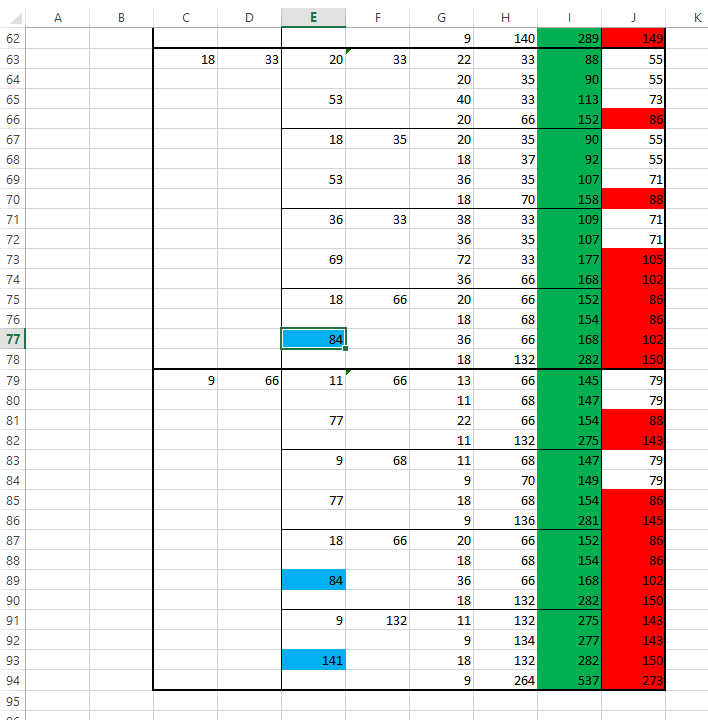 A B C D E F G H I J K
62 9 140 289 149
63 18 33 20 33 22 33 88 55
64 20 35 90 55
65 53 40 33 113 73
66 20 66 152 86
67 18 35 20 35 90 55
68 18 37 92 55
69 53 36 35 107 71
70 18 70 158 88
71 36 33 38 33 109 71
72 36 35 107 71
73 69 72 33 177 105
74 36 66 168 102
75 18 66 20 66 152 86
76 18 68 154 86
77 84 36 66 168 102
78 18 132 282 150
79 9 66 11 66 13 66 145 79
80 11 68 147 79
81 77 22 66 154 88
82 11 132 275 143
83 9 68 11 68 147 79
84 9 70 149 79
85 77 18 68 154 86
86 9 136 281 145
87 18 66 20 66 152 86
88 18 68 154 86
89 84 36 66 168 102
90 18 132 282 150
91 9 132 11 132 275 143
92 9 134 277 143
93 141 18 132 282 150
94 9 264 537 273
95